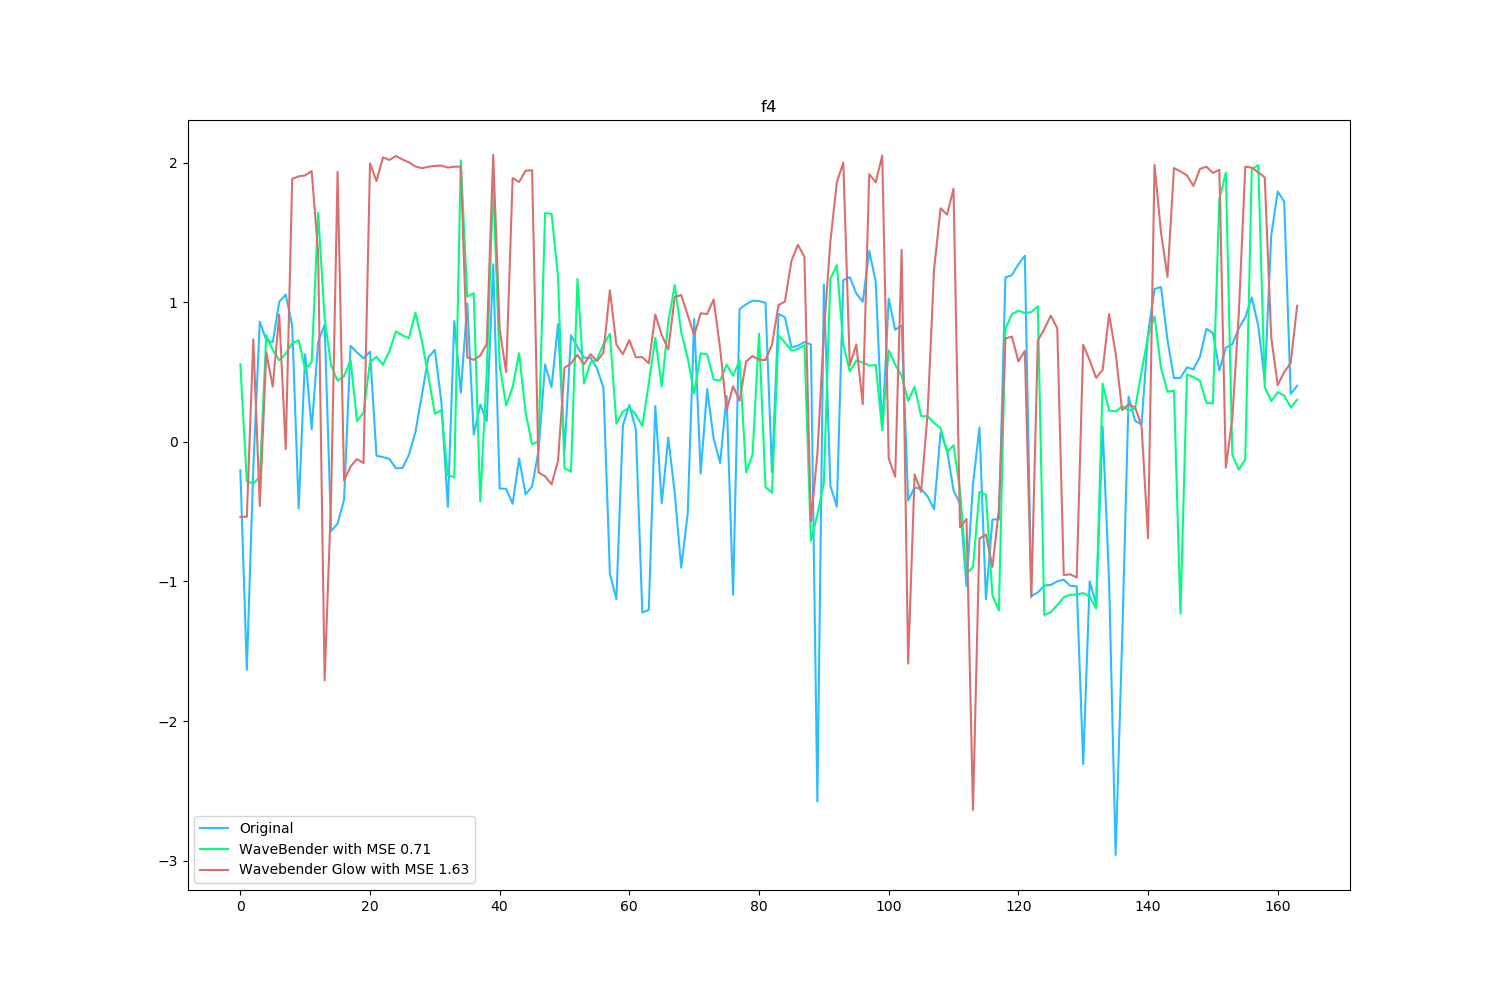 f4
2
1
0
−1
−2
−3
Original
WaveBender with MSE 0.71
Wavebender Glow with MSE 1.63
0 20 40 60 80 100 120 140 160